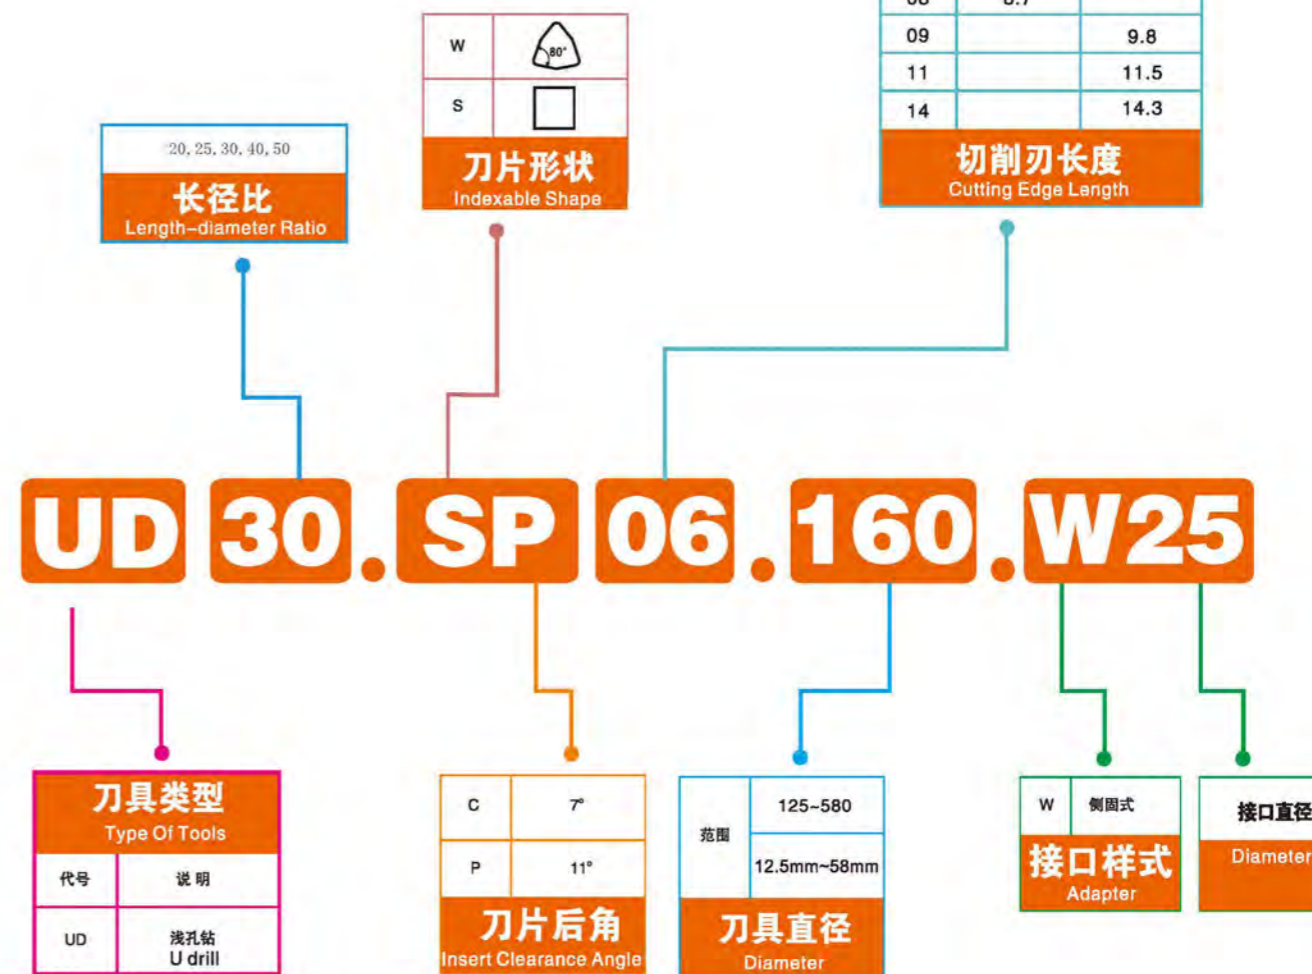 W
80°
S
刀片形状
Indexable Shape
09 9.8
11 11.5
14 14.3
切削刃长度
Cutting Edge Length
20, 25, 30, 40, 50
长径比
Length-diameter Ratio
UD 30 . SP 06 . 160 . W25
刀具类型
Type Of Tools
代号 说 明
UD 浅孔钻
U drill
C 7°
P 11°
刀片后角
Insert Clearance Angle
范围 125~580
12.5mm~58mm
刀具直径
Diameter
W 侧固式
接口样式
Adapter
接口直径
Diameter